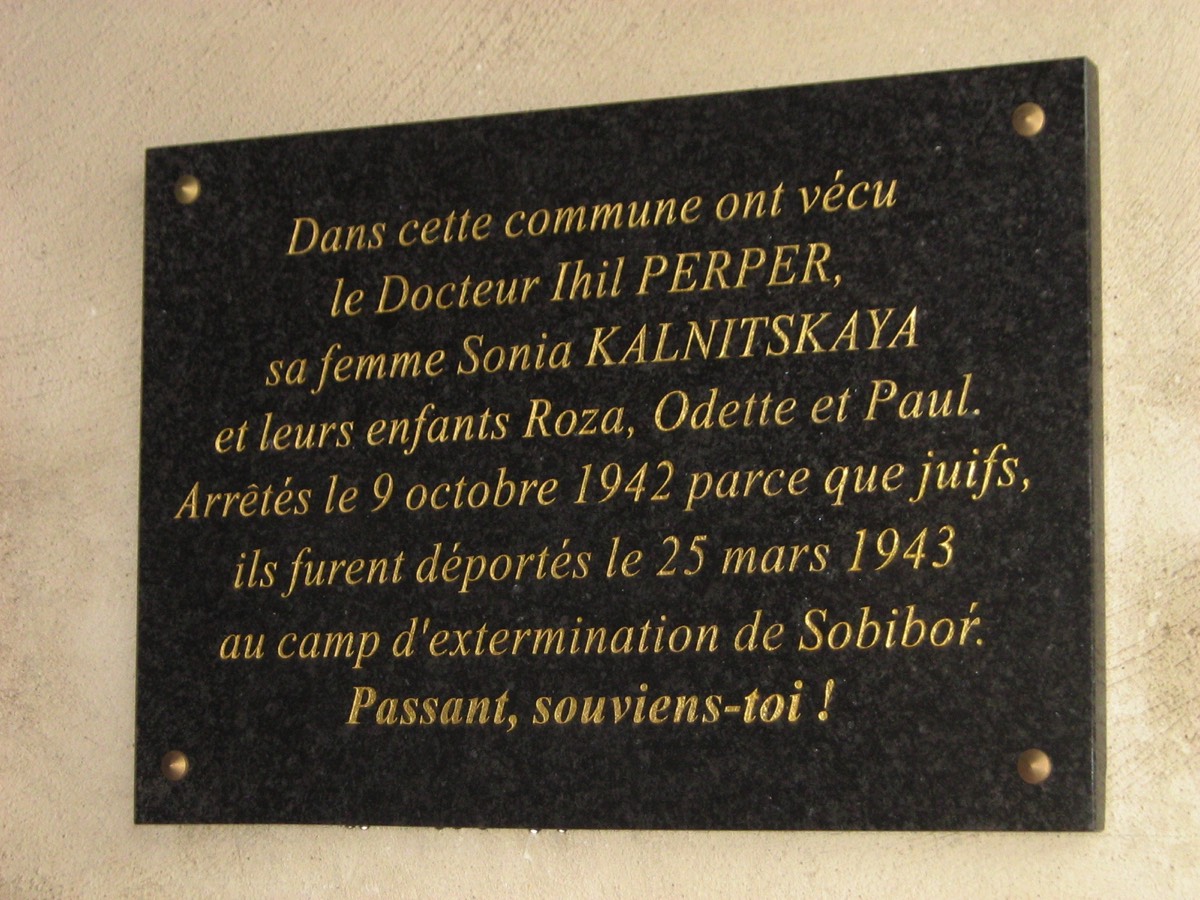 Dans cette commune ont vécu
le Docteur Ihil PERPER,
sa femme Sonia KALNITSKAYA
et leurs enfants Roza, Odette et Paul.
Arrêtés le 9 octobre 1942 parce que juifs,
ils furent déportés le 25 mars 1943
au camp d'extermination de Sobiboŕ.
Passant, souviens-toi !